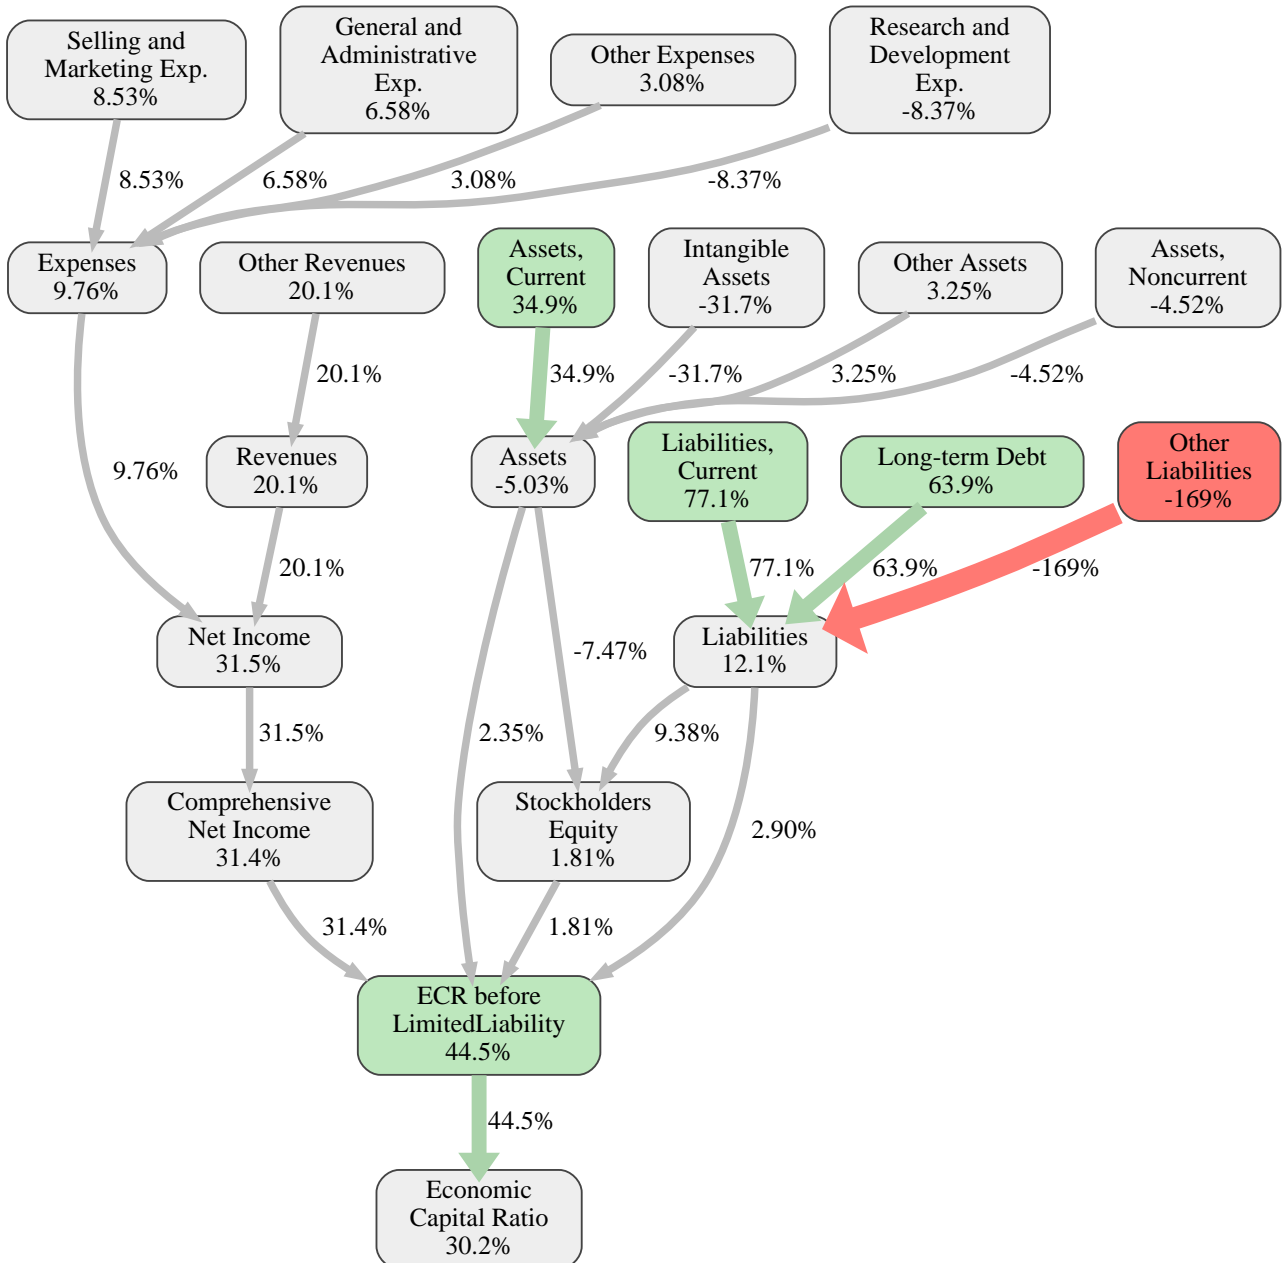 Selling and
Marketing Exp.
8.53%
General and
Administrative
Exp.
6.58%
Other Expenses
3.08%
Research and
Development
Exp.
-8.37%
8.53%
6.58%
3.08%
-8.37%
Expenses
9.76%
Other Revenues
20.1%
Assets,
Current
34.9%
Intangible
Assets
-31.7%
Other Assets
3.25%
Assets,
Noncurrent
-4.52%
20.1%
34.9%
-31.7%
3.25%
-4.52%
9.76%
Revenues
20.1%
Assets
-5.03%
Liabilities,
Current
77.1%
Long-term Debt
63.9%
Other
Liabilities
-169%
20.1%
77.1%
63.9%
-169%
Net Income
31.5%
-7.47%
Liabilities
12.1%
31.5%
2.35%
9.38%
Comprehensive
Net Income
31.4%
Stockholders
Equity
1.81%
2.90%
31.4%
1.81%
ECR before
LimitedLiability
44.5%
44.5%
Economic
Capital Ratio
30.2%